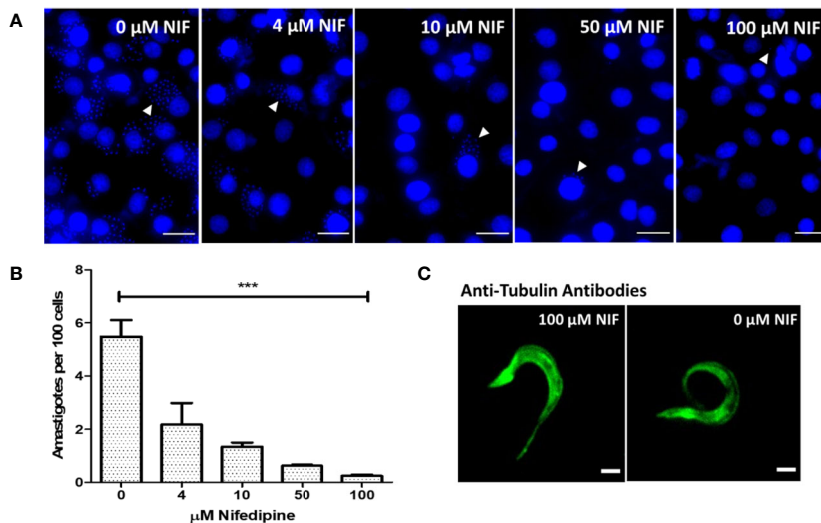 A
0 µM NIF
4 µM NIF
10 µM NIF
50 µM NIF
100 µM NIF
B
8
6
4
2
0
Amastigotes per 100 cells
***
0 4 10 50 100
µM Nifedipine
C
Anti-Tubulin Antibodies
100 µM NIF
0 µM NIF